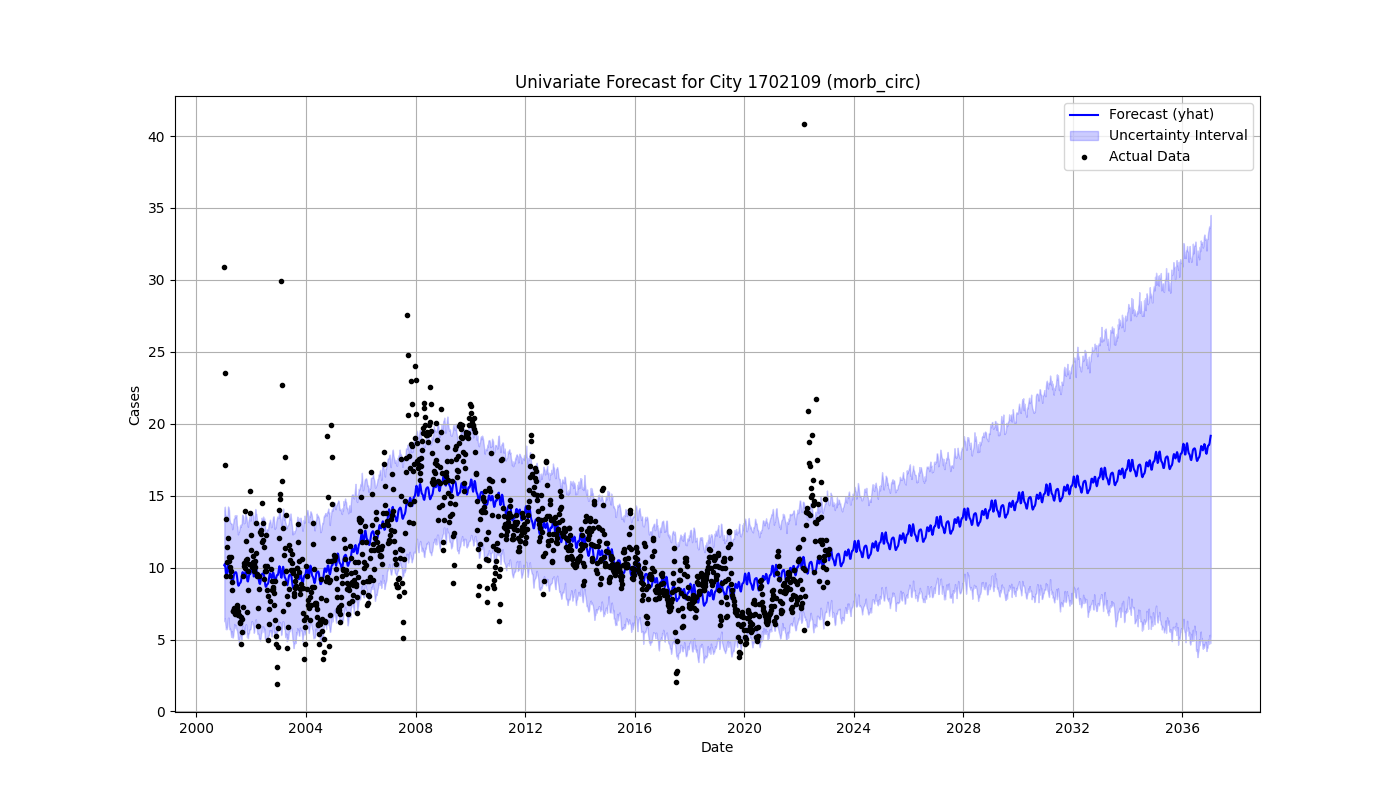 Univariate Forecast for City 1702109 (morb_circ)
Forecast (yhat)
Uncertainty Interval
Actual Data
Cases
40
35
30
25
20
15
10
5
0
2000 2004 2008 2012 2016 2020 2024 2028 2032 2036
Date